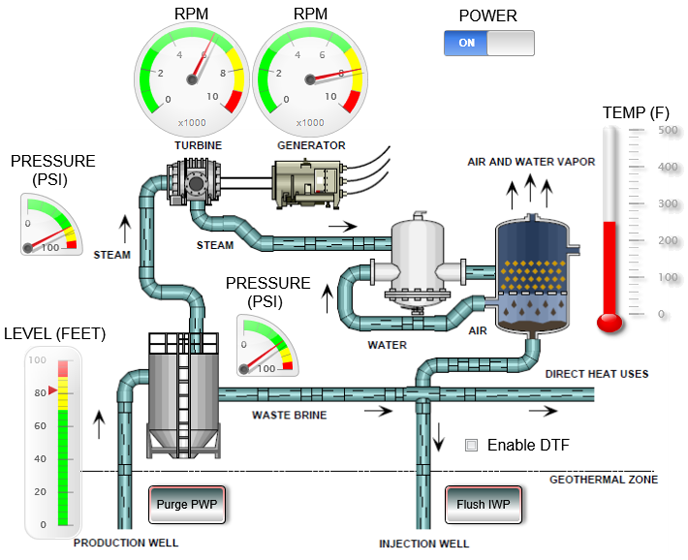 RPM
RPM
POWER
ON
4 6
2 8
0 10
x1000
4 6
2 8
0 10
x1000
TURBINE
GENERATOR
TEMP (F)
500
400
300
200
100
0
PRESSURE
(PSI)
0
100
AIR AND WATER VAPOR
STEAM
STEAM
PRESSURE
(PSI)
0
100
WATER
AIR
LEVEL (FEET)
100
80
60
40
20
0
DIRECT HEAT USES
WASTE BRINE
Enable DTF
GEOTHERMAL ZONE
Purge PWP
Flush IWP
PRODUCTION WELL
INJECTION WELL